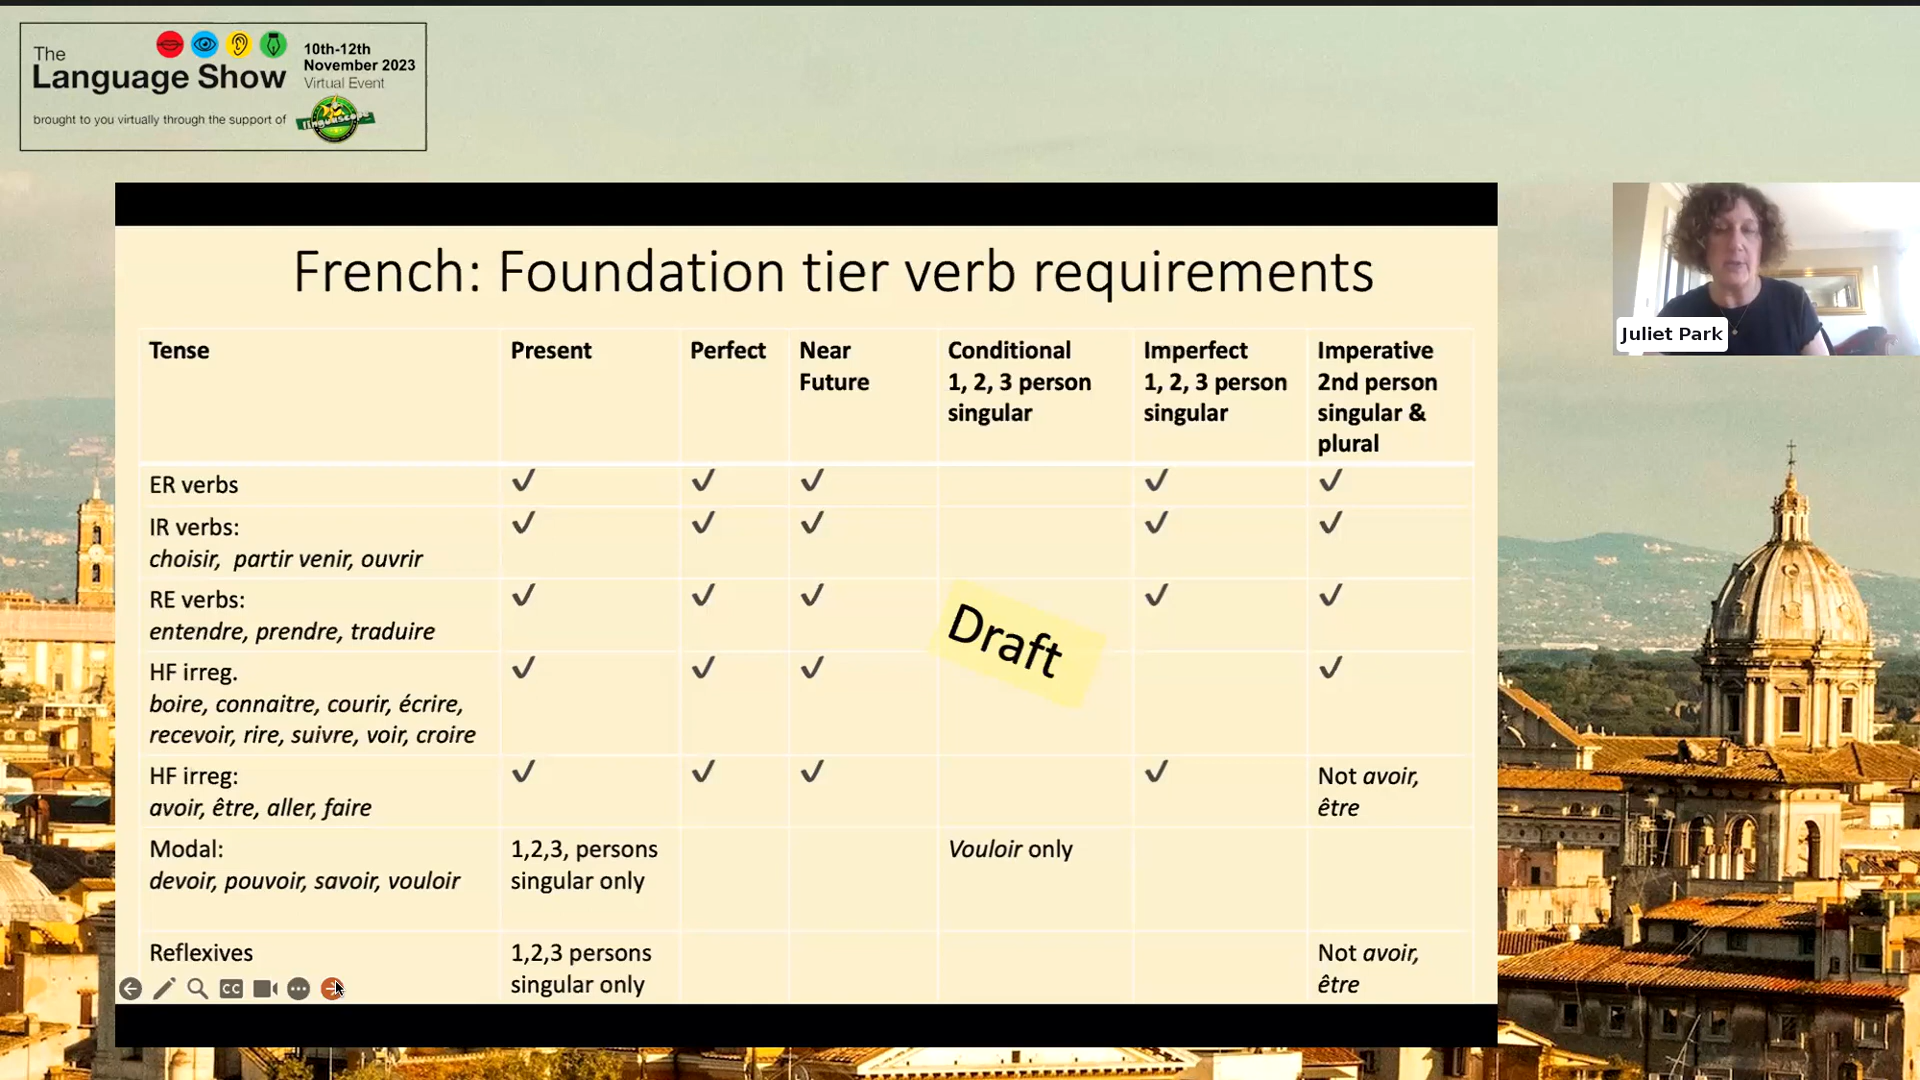 The
Language Show
10th-12th
November 2023
Virtual Event
brought to you virtually through the support of
linguascope
French: Foundation tier verb requirements
Juliet Park
Tense Present Perfect Near Future Conditional 1, 2, 3 person singular Imperfect 1, 2, 3 person singular Imperative 2nd person singular & plural
ER verbs ✓ ✓ ✓ ✓ ✓
IR verbs: ✓ ✓ ✓ ✓ ✓
choisir, partir venir, ouvrir
RE verbs: ✓ ✓ ✓ ✓ ✓
entendre, prendre, traduire
Draft
HF irreg. ✓ ✓ ✓ ✓
boire, connaitre, courir, écrire,
recevoir, rire, suivre, voir, croire
HF irreg: ✓ ✓ ✓ ✓ Not avoir,
avoir, être, aller, faire être
Modal: 1,2,3, persons Vouloir only
devoir, pouvoir, savoir, vouloir singular only
Reflexives 1,2,3 persons Not avoir,
singular only être
CC